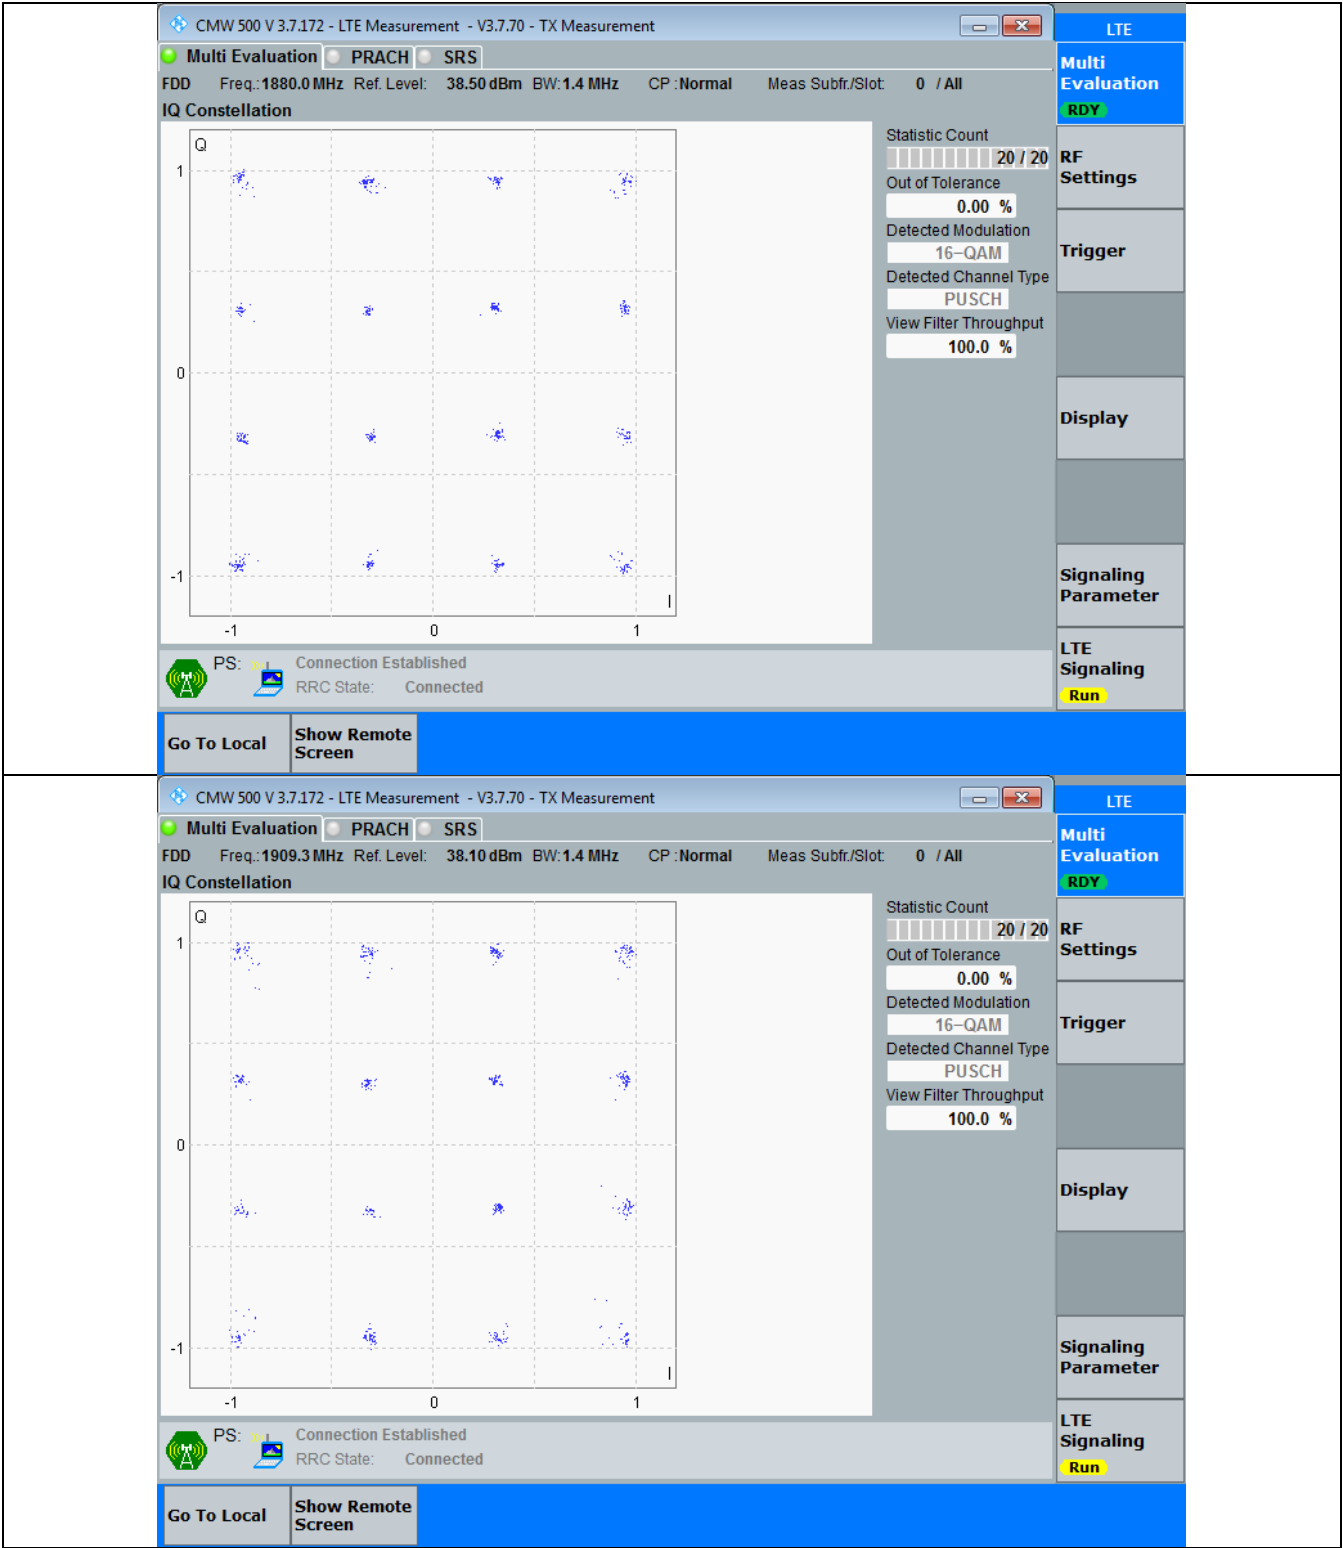 CMW 500 V 3.7.172 - LTE Measurement - V3.7.70 - TX Measurement
LTE
Multi Evaluation PRACH SRS
Multi
Evaluation
RDY
FDD Freq.: 1880.0 MHz Ref. Level: 38.50 dBm BW: 1.4 MHz CP : Normal Meas Subfr./Slot: 0 / All
IQ Constellation
Q
1
0
-1
I
-1 0 1
Statistic Count
20 / 20
Out of Tolerance
0.00 %
Detected Modulation
16-QAM
Detected Channel Type
PUSCH
View Filter Throughput
100.0 %
RF
Settings
Trigger
Display
Signaling
Parameter
LTE
Signaling
Run
PS: Connection Established
RRC State: Connected
Go To Local
Show Remote
Screen
CMW 500 V 3.7.172 - LTE Measurement - V3.7.70 - TX Measurement
LTE
Multi Evaluation PRACH SRS
Multi
Evaluation
RDY
FDD Freq.: 1909.3 MHz Ref. Level: 38.10 dBm BW: 1.4 MHz CP : Normal Meas Subfr./Slot: 0 / All
IQ Constellation
Q
1
0
-1
I
-1 0 1
Statistic Count
20 / 20
Out of Tolerance
0.00 %
Detected Modulation
16-QAM
Detected Channel Type
PUSCH
View Filter Throughput
100.0 %
RF
Settings
Trigger
Display
Signaling
Parameter
LTE
Signaling
Run
PS: Connection Established
RRC State: Connected
Go To Local
Show Remote
Screen